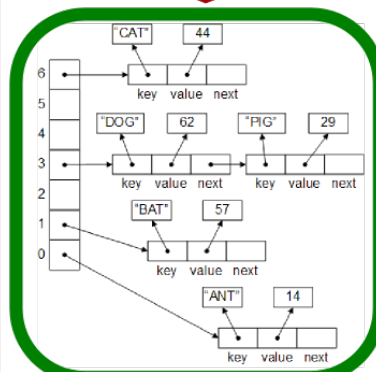 "CAT" 44
6
key value next
5
"DOG" 62 "PIG" 29
4
3
key value next key value next
2
"BAT" 57
1
0
key value next
"ANT" 14
key value next